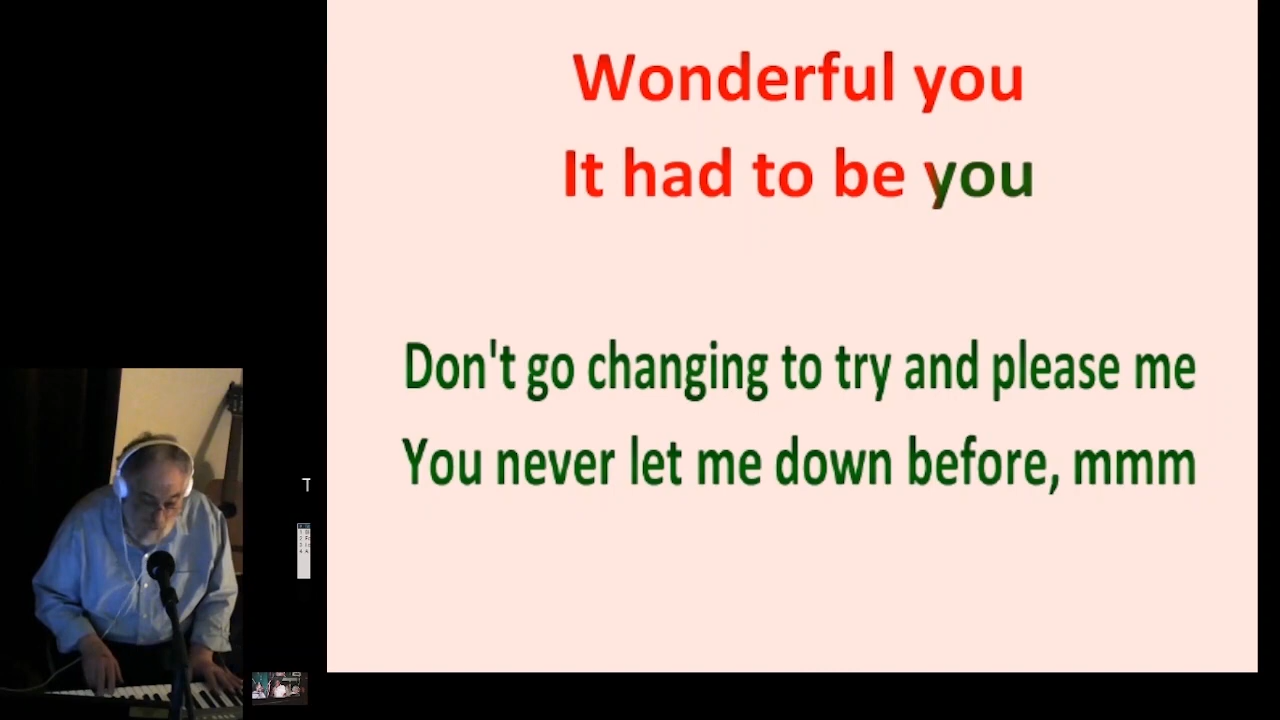 Wonderful you
It had to be you
Don't go changing to try and please me
You never let me down before, mmm
T